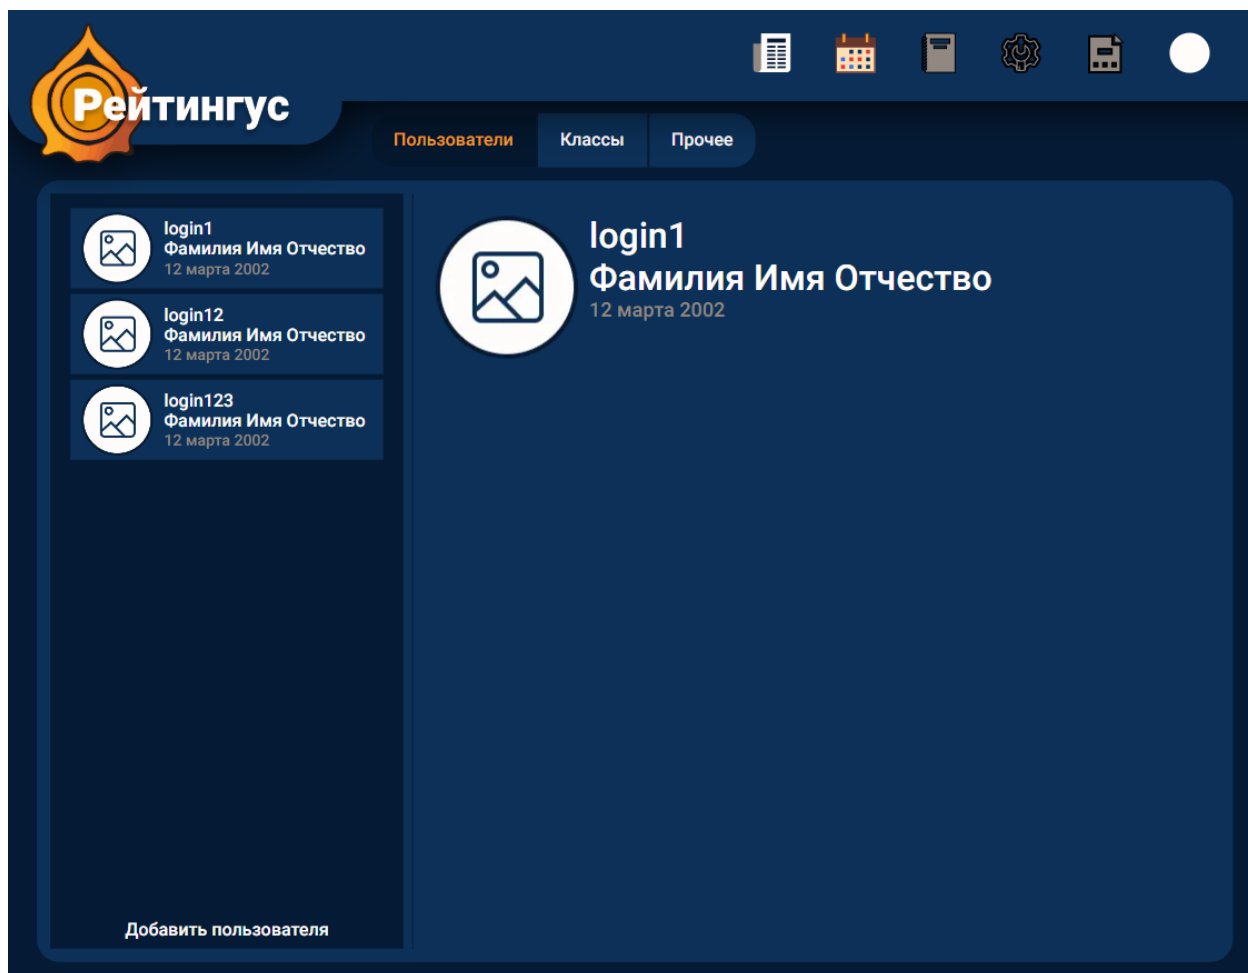 Рейтингус
Пользователи
Классы
Прочее
login1
Фамилия Имя Отчество
12 марта 2002
login12
Фамилия Имя Отчество
12 марта 2002
login123
Фамилия Имя Отчество
12 марта 2002
Добавить пользователя
login1
Фамилия Имя Отчество
12 марта 2002